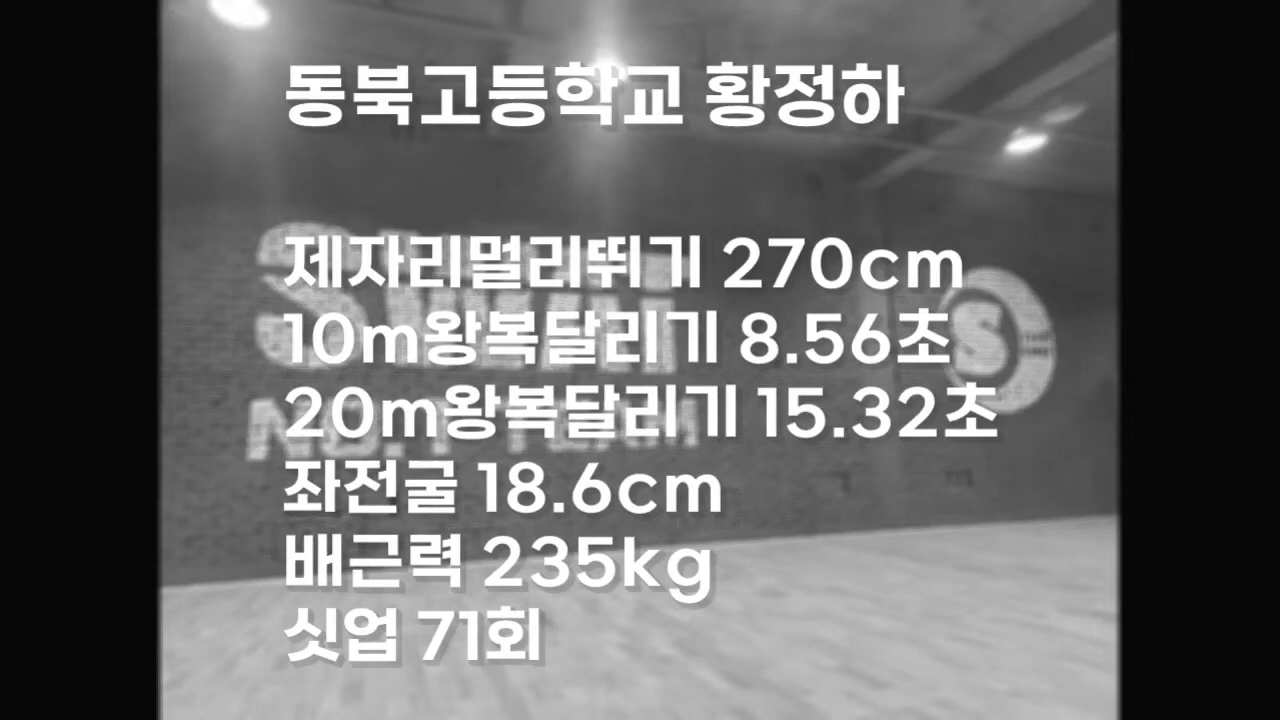 동북고등학교 황정하
제자리멀리뛰기 270cm
10m왕복달리기 8.56초
20m왕복달리기 15.32초
좌전굴 18.6cm
배근력 235kg
싯업 71회